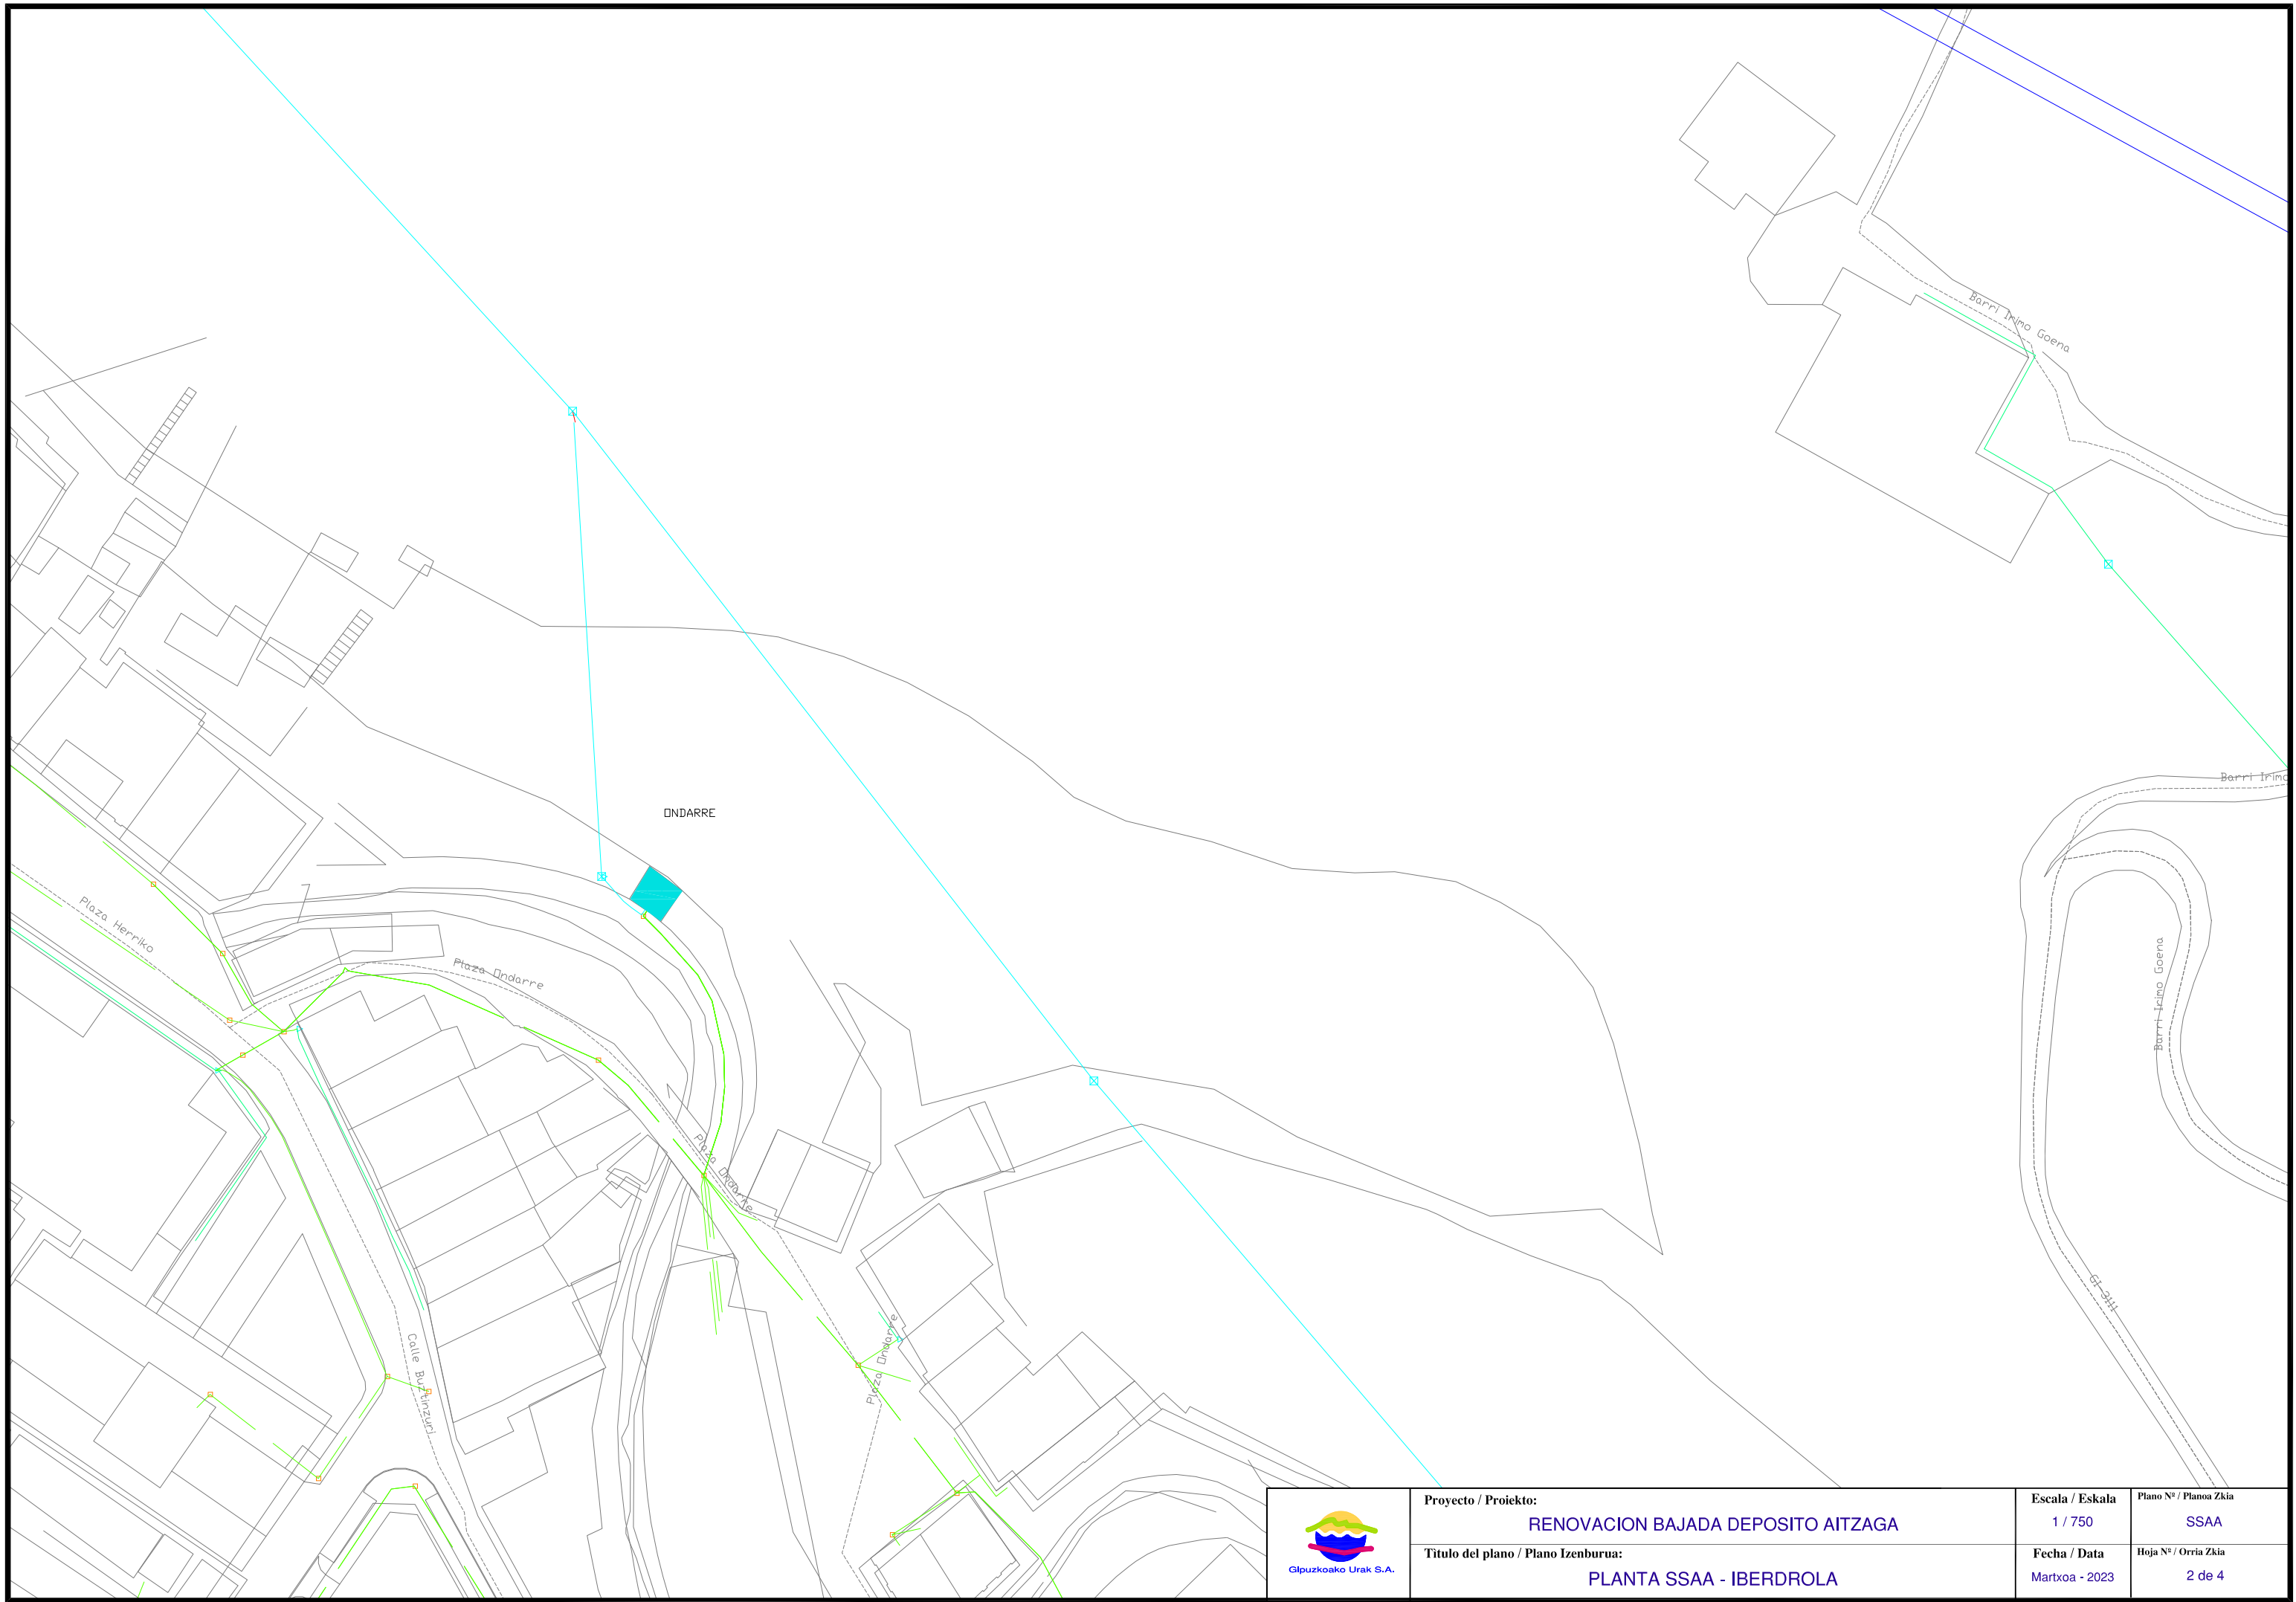 Barri Irimo Goena
Barri Irimo
ONDARRE
Plaza Herriko
Plaza Ondarre
Barri Irimo Goena
Plaza Ondarre
GI-3111
Plaza Ondarre
Calle Buztinzuri
GIpuzkoako Urak S.A.
Proyecto / Proiekto:
RENOVACION BAJADA DEPOSITO AITZAGA
Titulo del plano / Plano Izenburua:
PLANTA SSAA - IBERDROLA
Escala / Eskala
1 / 750
Plano Nº / Planoa Zkia
SSAA
Fecha / Data
Martxoa - 2023
Hoja Nº / Orria Zkia
2 de 4